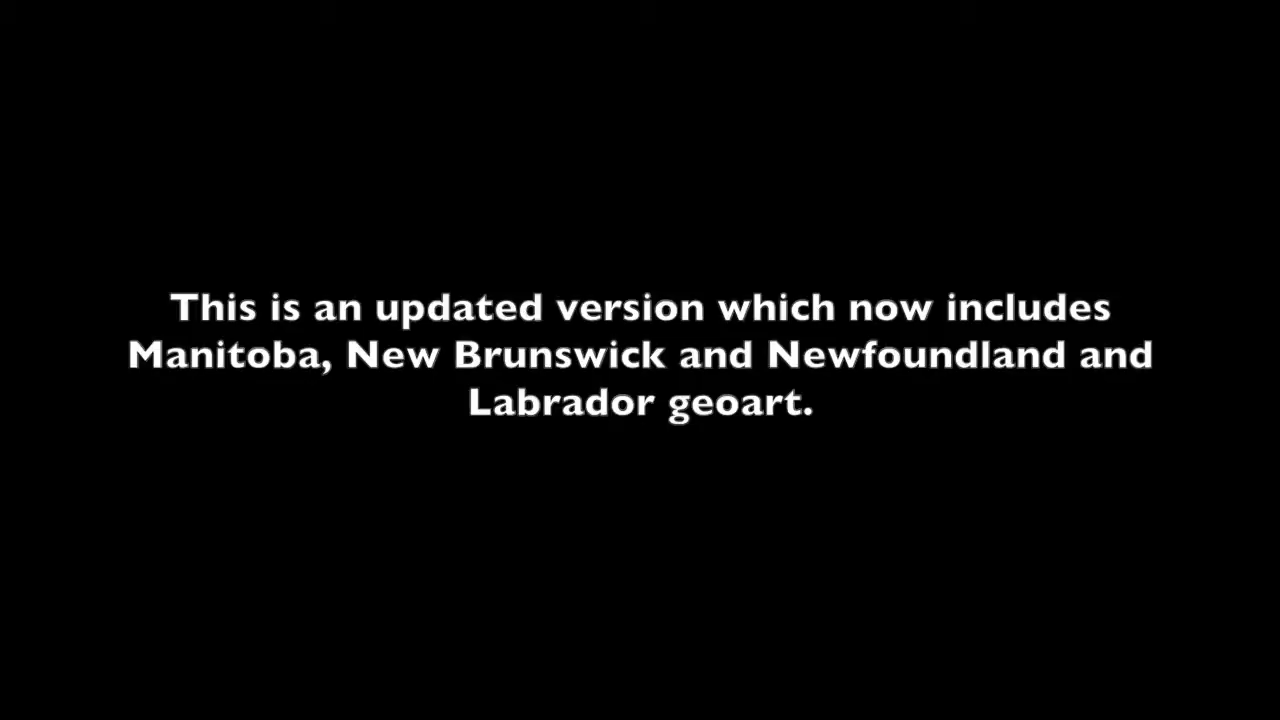 This is an updated version which now includes
Manitoba, New Brunswick and Newfoundland and
Labrador geoart.